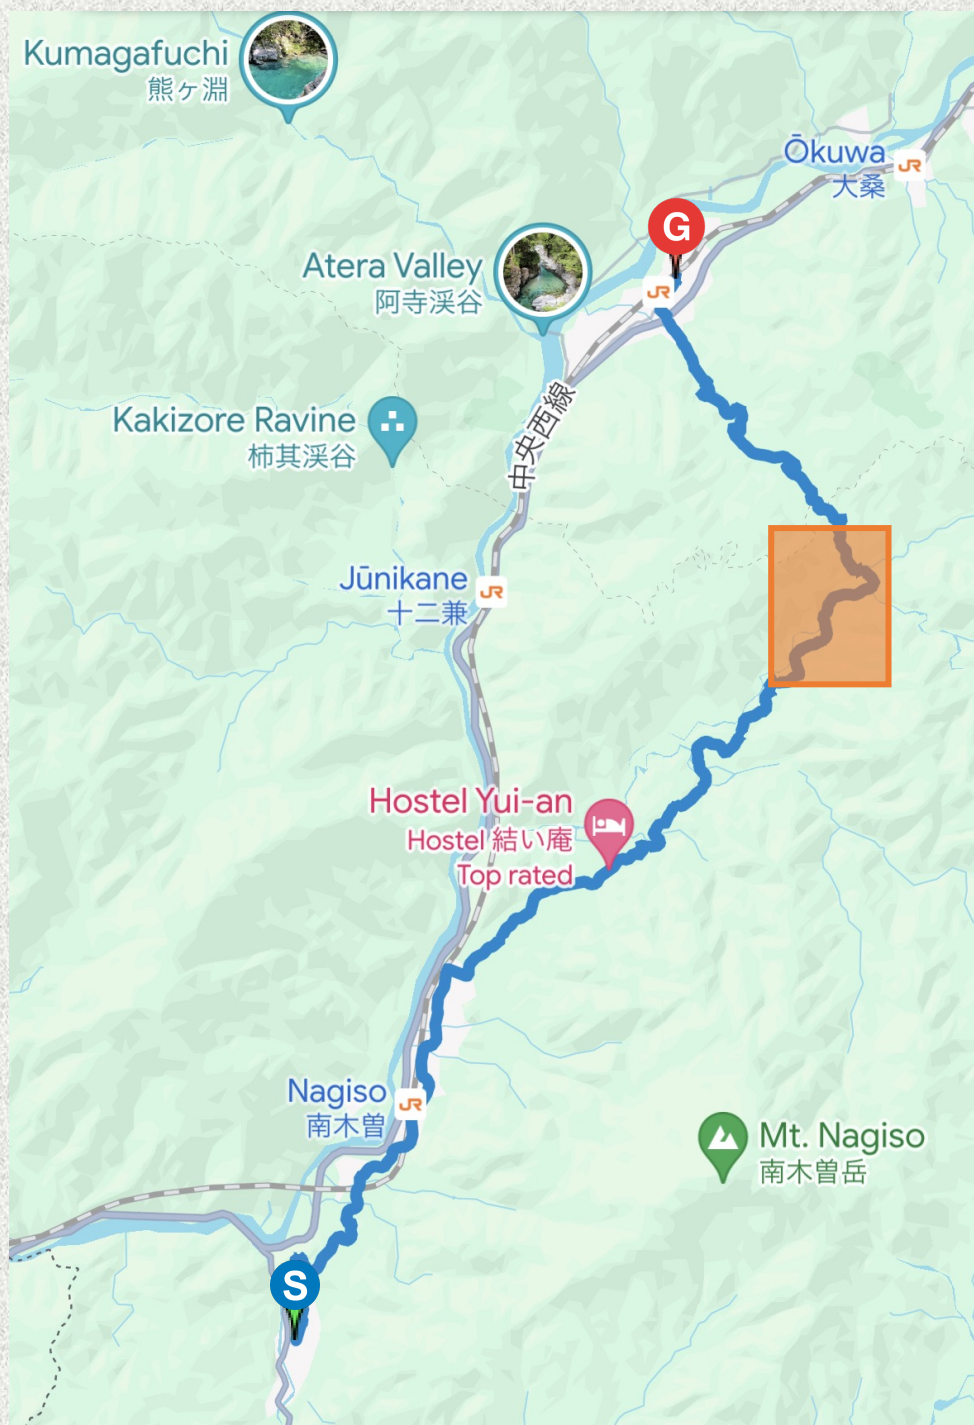 Kumagafuchi
熊ヶ淵
Ōkuwa
大桑
JR
G
Atera Valley
阿寺渓谷
JR
Kakizore Ravine
柿其渓谷
中央西線
Jūnikane
十二兼
JR
Hostel Yui-an
Hostel 結い庵
Top rated
Nagiso
南木曽
JR
Mt. Nagiso
南木曽岳
S